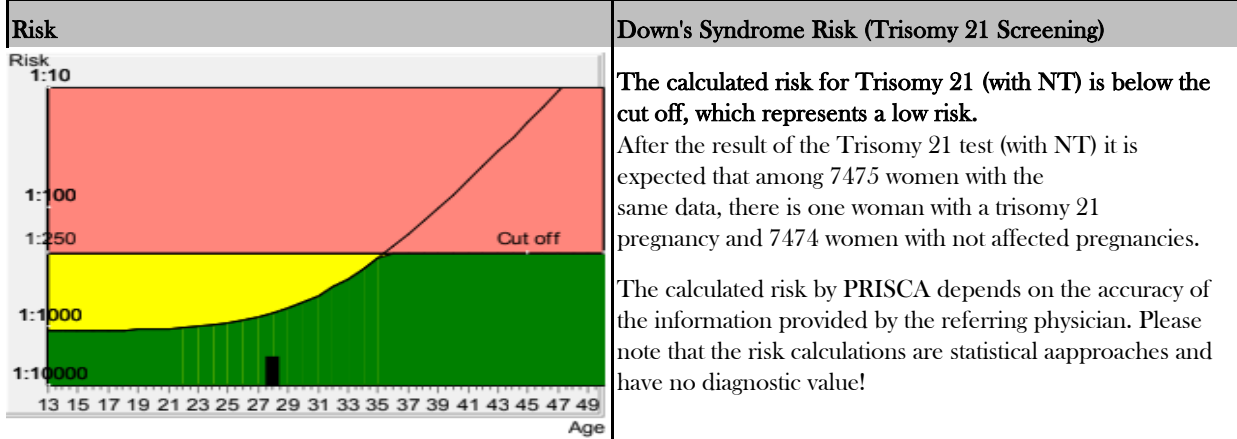 Risk
Down's Syndrome Risk (Trisomy 21 Screening)
Risk
1:10
1:100
1:250
Cut off
1:1000
1:10000
13 15 17 19 21 23 25 27 29 31 33 35 37 39 41 43 45 47 49
Age
The calculated risk for Trisomy 21 (with NT) is below the
cut off, which represents a low risk.
After the result of the Trisomy 21 test (with NT) it is
expected that among 7475 women with the
same data, there is one woman with a trisomy 21
pregnancy and 7474 women with not affected pregnancies.
The calculated risk by PRISCA depends on the accuracy of
the information provided by the referring physician. Please
note that the risk calculations are statistical aapproaches and
have no diagnostic value!